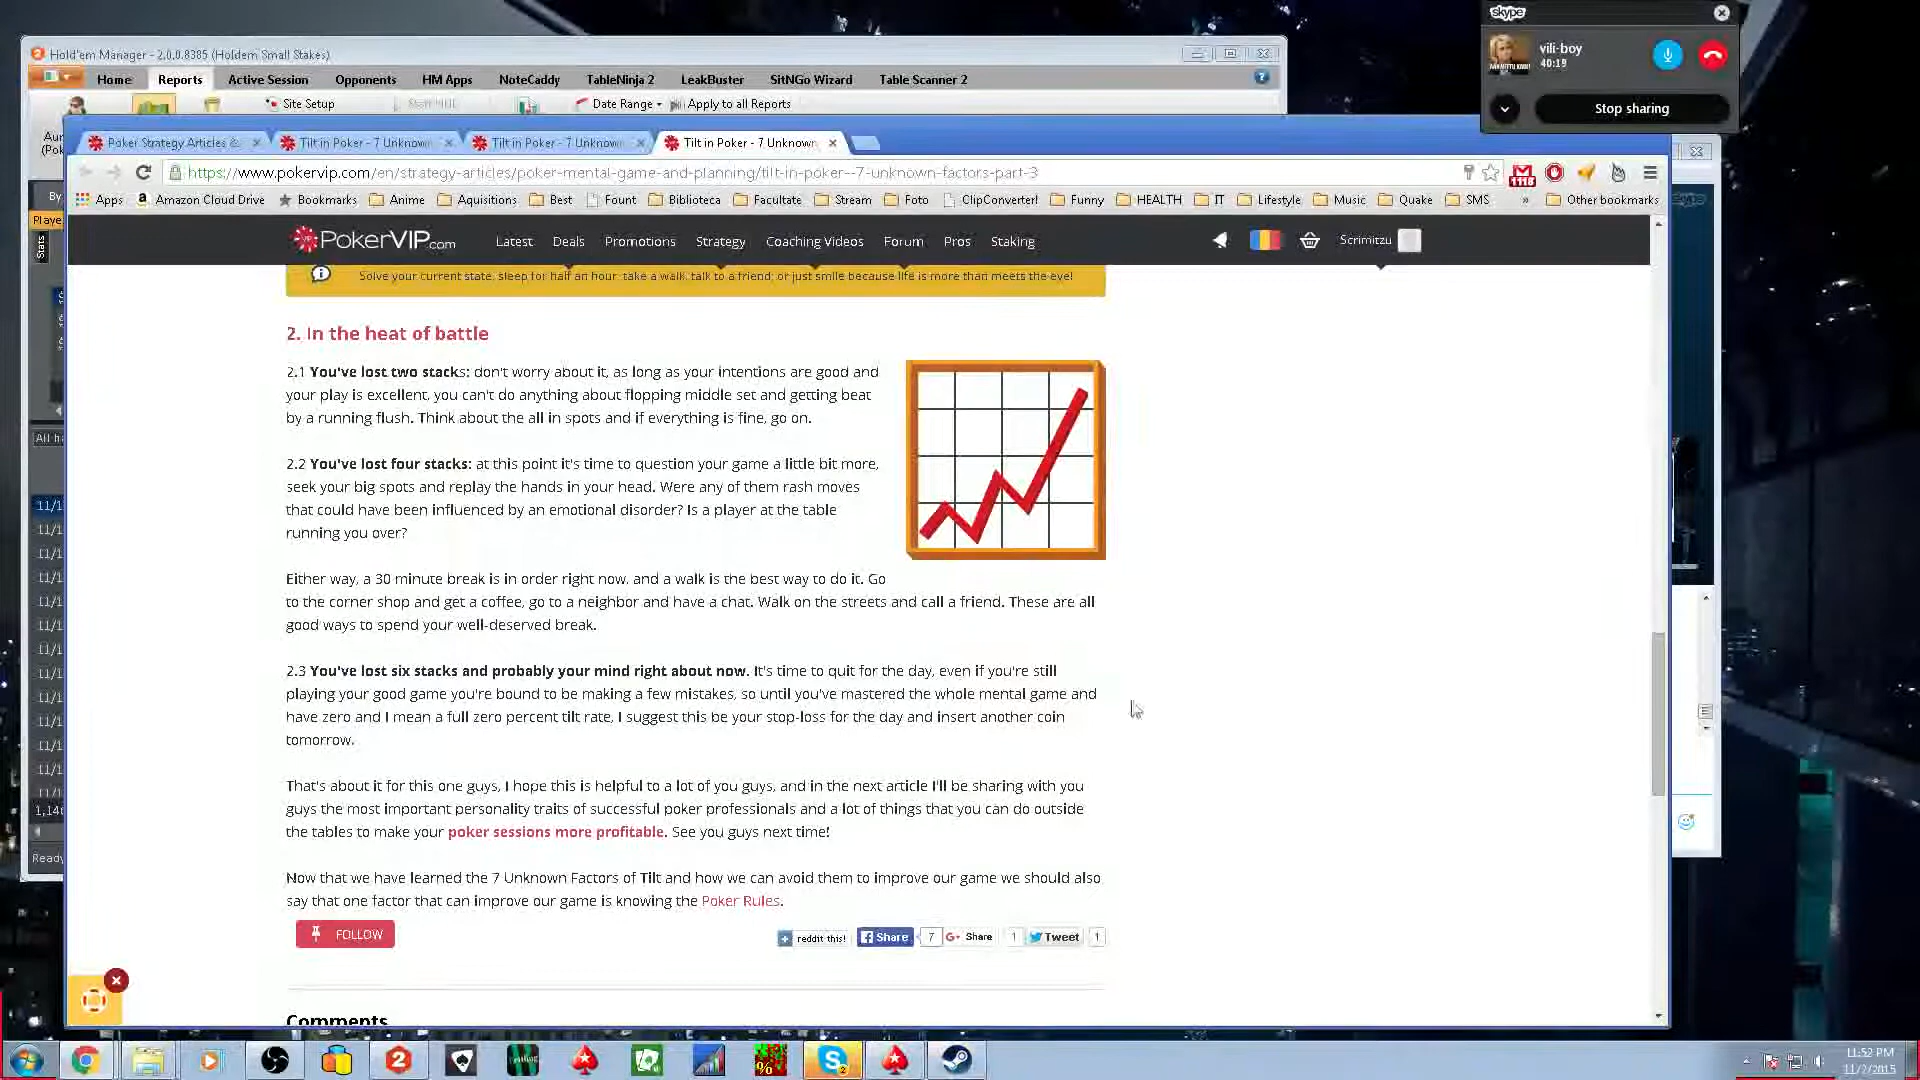 skype
vili-boy
40:19
Stop sharing
Hold'em Manager - 2.0.0.8385 (Holdem Small Stakes)
Home Reports Active Session Opponents HM Apps NoteCaddy TableNinja 2 LeakBuster SitNGo Wizard Table Scanner 2
Site Setup Date Range Apply to all Reports
Poker Strategy Articles & Tilt in Poker - 7 Unknown Tilt in Poker - 7 Unknown Tilt in Poker - 7 Unknown
https://www.pokervip.com/en/strategy-articles/poker-mental-game-and-planning/tilt-in-poker--7-unknown-factors-part-3
Apps Amazon Cloud Drive Bookmarks Anime Aquisitions Best Fount Biblioteca Facultate Stream Foto ClipConverter! Funny HEALTH IT Lifestyle Music Quake SMS » Other bookmarks
PokerVIP.com Latest Deals Promotions Strategy Coaching Videos Forum Pros Staking Scrimitzu
Solve your current state, sleep for half an hour, take a walk, talk to a friend, or just smile because life is more than meets the eye!
2. In the heat of battle
2.1 You've lost two stacks: don't worry about it, as long as your intentions are good and
your play is excellent, you can't do anything about flopping middle set and getting beat
by a running flush. Think about the all in spots and if everything is fine, go on.
2.2 You've lost four stacks: at this point it's time to question your game a little bit more,
seek your big spots and replay the hands in your head. Were any of them rash moves
that could have been influenced by an emotional disorder? Is a player at the table
running you over?
Either way, a 30 minute break is in order right now, and a walk is the best way to do it. Go
to the corner shop and get a coffee, go to a neighbor and have a chat. Walk on the streets and call a friend. These are all
good ways to spend your well-deserved break.
2.3 You've lost six stacks and probably your mind right about now. It's time to quit for the day, even if you're still
playing your good game you're bound to be making a few mistakes, so until you've mastered the whole mental game and
have zero and I mean a full zero percent tilt rate, I suggest this be your stop-loss for the day and insert another coin
tomorrow.
That's about it for this one guys, I hope this is helpful to a lot of you guys, and in the next article I'll be sharing with you
guys the most important personality traits of successful poker professionals and a lot of things that you can do outside
the tables to make your poker sessions more profitable. See you guys next time!
Now that we have learned the 7 Unknown Factors of Tilt and how we can avoid them to improve our game we should also
say that one factor that can improve our game is knowing the Poker Rules.
FOLLOW
reddit this! Share 7 Share 1 Tweet 1
Comments
By
Stats
Ready
11:52 PM
11/2/2015